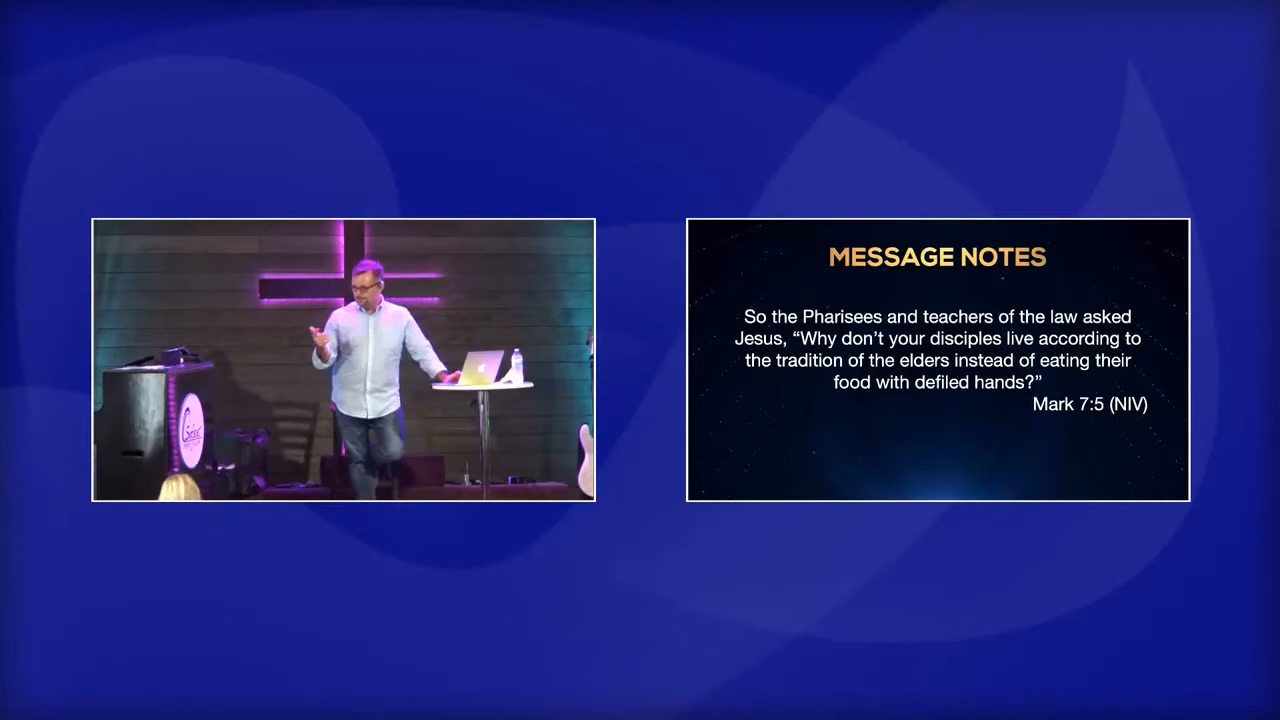 MESSAGE NOTES
So the Pharisees and teachers of the law asked
Jesus, “Why don’t your disciples live according to
the tradition of the elders instead of eating their
food with defiled hands?”
Mark 7:5 (NIV)